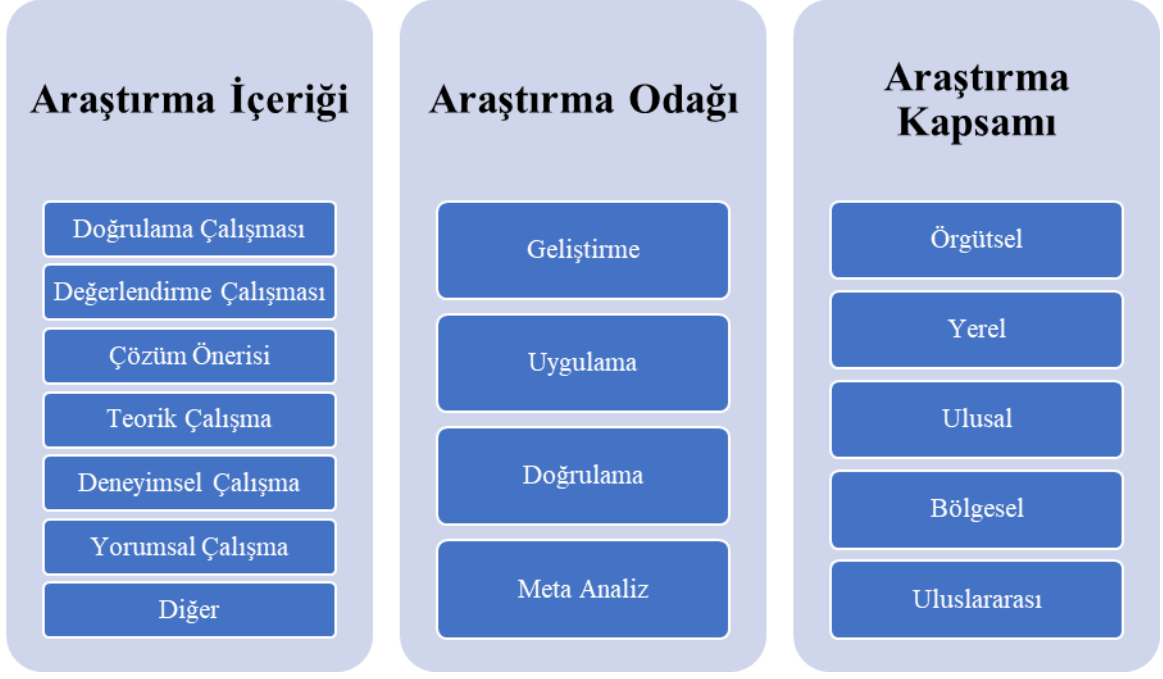 Araştırma İçeriği
Doğrulama Çalışması
Değerlendirme Çalışması
Çözüm Önerisi
Teorik Çalışma
Deneyimsel Çalışma
Yorumsal Çalışma
Diğer
Araştırma Odağı
Geliştirme
Uygulama
Doğrulama
Meta Analiz
Araştırma
Kapsamı
Örgütsel
Yerel
Ulusal
Bölgesel
Uluslararası